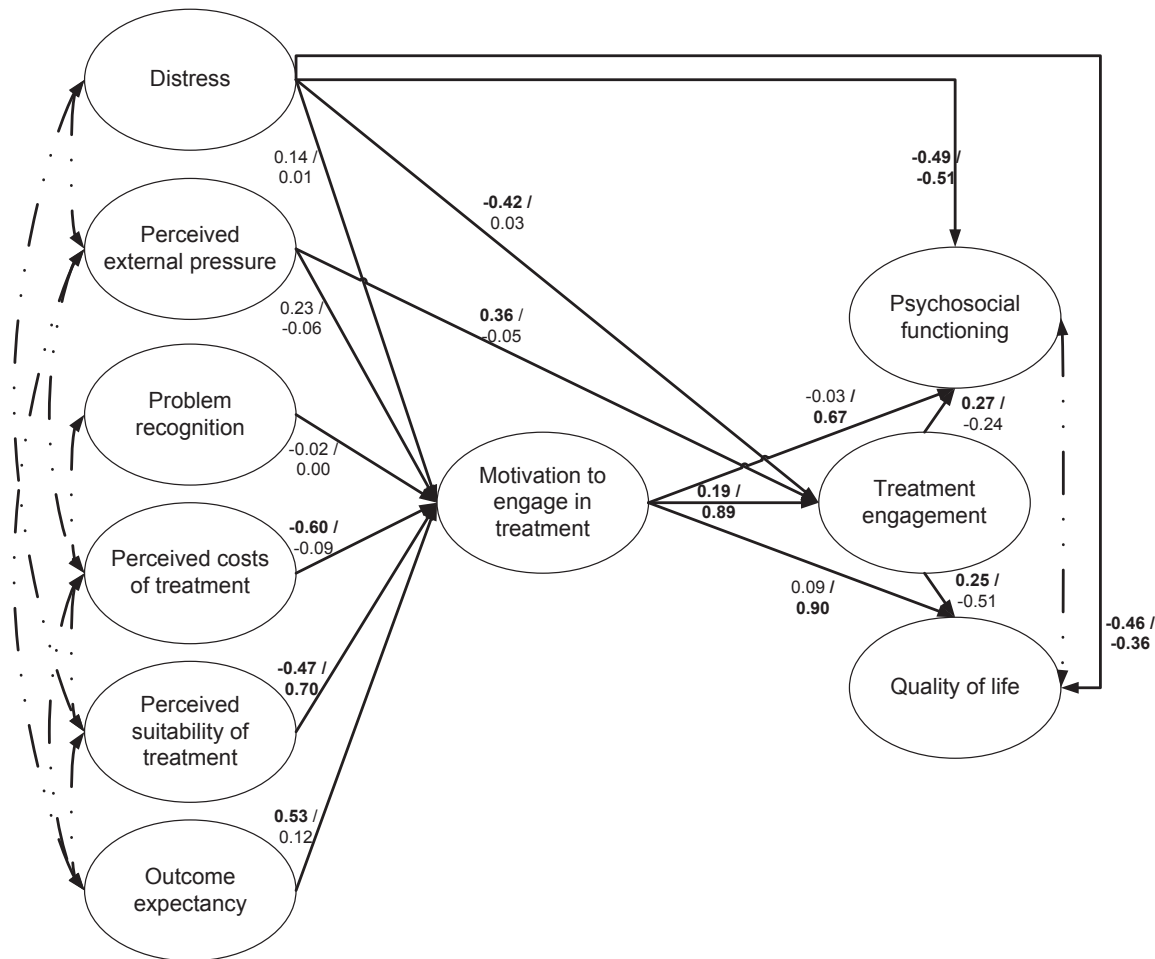 Distress
0.14 /
0.01
-0.42 /
0.03
-0.49 /
-0.51
Perceived
external pressure
0.23 /
-0.06
0.36 /
-0.05
Psychosocial
functioning
Problem
recognition
-0.02 /
0.00
-0.03 /
0.67
0.27 /
-0.24
Motivation to
engage in
treatment
0.19 /
0.89
Treatment
engagement
Perceived costs
of treatment
-0.60 /
-0.09
0.09 /
0.90
0.25 /
-0.51
-0.46 /
-0.36
Quality of life
Perceived
suitability of
treatment
-0.47 /
0.70
Outcome
expectancy
0.53 /
0.12